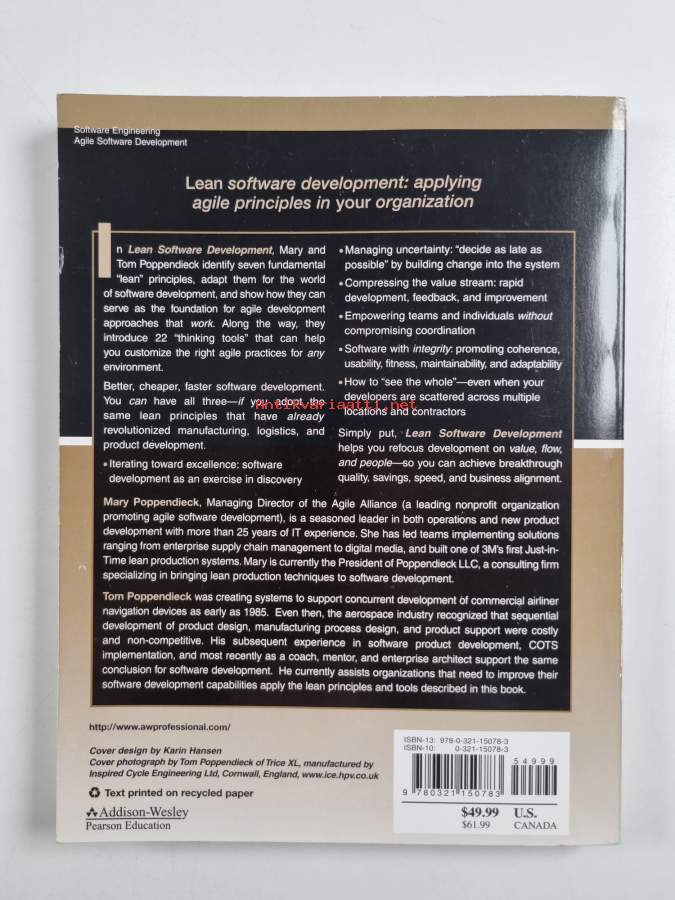 Software Engineering
Agile Software Development
Lean software development: applying
agile principles in your organization
In Lean Software Development, Mary and
Tom Poppendieck identify seven fundamental
“lean” principles, adapt them for the world
of software development, and show how they can
serve as the foundation for agile development
approaches that work. Along the way, they
introduce 22 “thinking tools” that can help
you customize the right agile practices for any
environment.
Better, cheaper, faster software development.
You can have all three—if you adopt the
same lean principles that have already
revolutionized manufacturing, logistics, and
product development.
• Iterating toward excellence: software
development as an exercise in discovery
• Managing uncertainty: “decide as late as
possible” by building change into the system
• Compressing the value stream: rapid
development, feedback, and improvement
• Empowering teams and individuals without
compromising coordination
• Software with integrity: promoting coherence,
usability, fitness, maintainability, and adaptability
• How to “see the whole”—even when your
developers are scattered across multiple
locations and contractors
Simply put, Lean Software Development
helps you refocus development on value, flow,
and people—so you can achieve breakthrough
quality, savings, speed, and business alignment.
Antikvariaatti.net
Mary Poppendieck, Managing Director of the Agile Alliance (a leading nonprofit organization
promoting agile software development), is a seasoned leader in both operations and new product
development with more than 25 years of IT experience. She has led teams implementing solutions
ranging from enterprise supply chain management to digital media, and built one of 3M’s first Just-in-
Time lean production systems. Mary is currently the President of Poppendieck LLC, a consulting firm
specializing in bringing lean production techniques to software development.
Tom Poppendieck was creating systems to support concurrent development of commercial airliner
navigation devices as early as 1985. Even then, the aerospace industry recognized that sequential
development of product design, manufacturing process design, and product support were costly
and non-competitive. His subsequent experience in software product development, COTS
implementation, and most recently as a coach, mentor, and enterprise architect support the same
conclusion for software development. He currently assists organizations that need to improve their
software development capabilities apply the lean principles and tools described in this book.
http://www.awprofessional.com/
Cover design by Karin Hansen
Cover photograph by Tom Poppendieck of Trice XL, manufactured by
Inspired Cycle Engineering Ltd, Cornwall, England, www.ice.hpv.co.uk
Text printed on recycled paper
Addison-Wesley
Pearson Education
ISBN-13: 978-0-321-15078-3
ISBN-10: 0-321-15078-3
54999
9 780321 150783
$49.99 U.S.
$61.99 CANADA